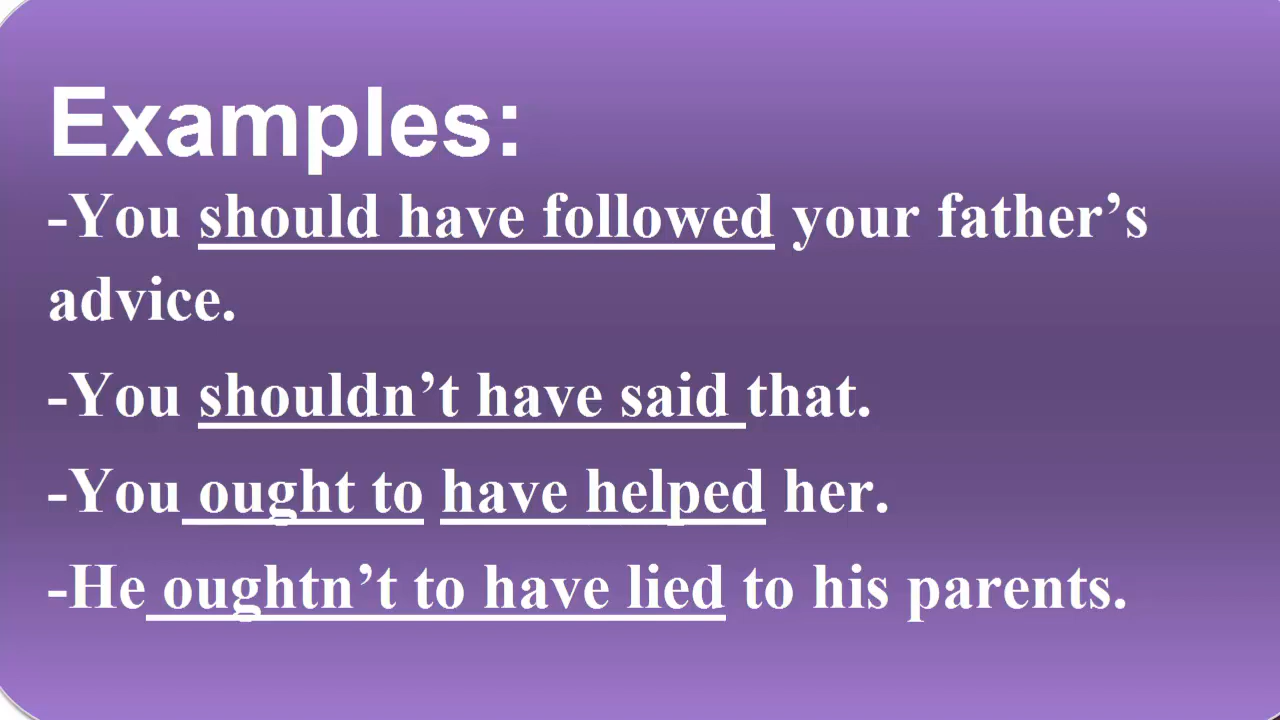 Examples:
-You should have followed your father’s
advice.
-You shouldn’t have said that.
-You ought to have helped her.
-He oughtn’t to have lied to his parents.